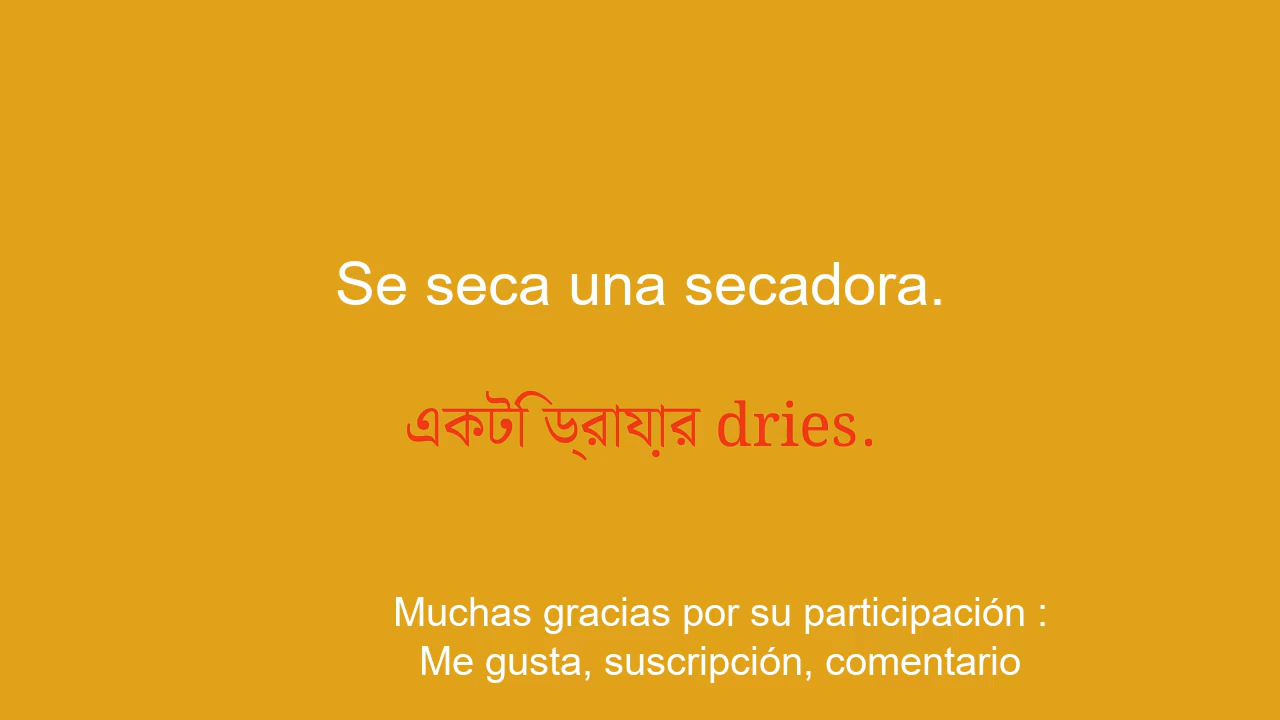 Se seca una secadora.
একটি ড্রায়ার dries.
Muchas gracias por su participación :
Me gusta, suscripción, comentario